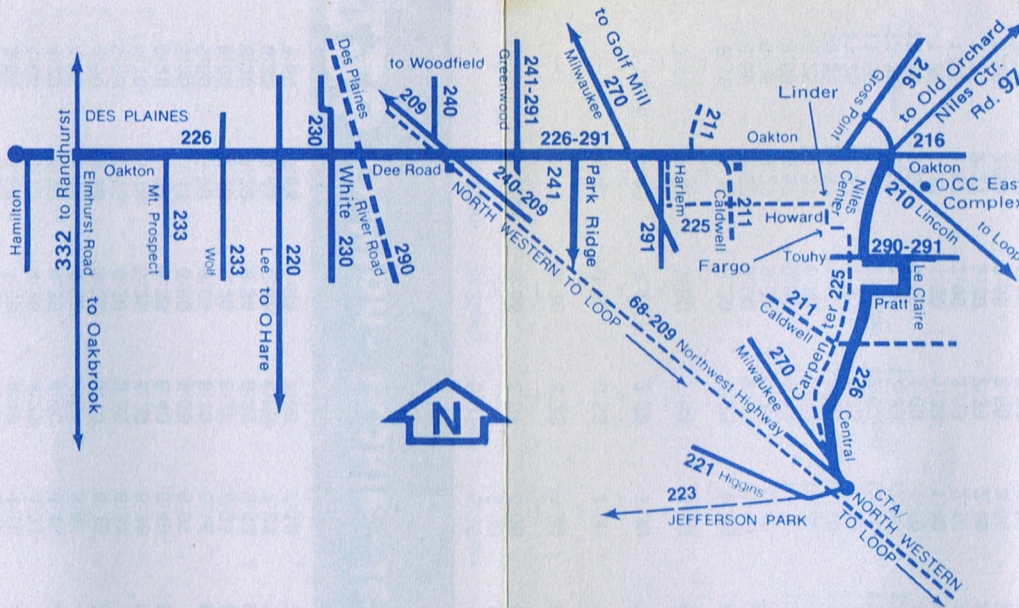 to Woodfield
to Golf Mill
to Old Orchard
Niles Ctr.
Rd. 97
DES PLAINES
226
Oakton
Hamilton
332 to Randhurst
Elmhurst Road
to Oakbrook
Mt. Prospect
233
Wolf
233
Lee to O'Hare
220
230
White
230
Des Plaines
River Road
290
Dee Road
209
240
Greenwood
241-291
240-209
226-291
241
Park Ridge
Milwaukee
270
291
Harlem
211
225
Caldwell
211
Oakton
Linder
Howard
Fargo
Touhy
Niles
Center
Gross Point
216
216
Oakton
OCC East
Complex
210 Lincoln
to Loop
290-291
Le Claire
Pratt
NORTH WESTERN
TO LOOP
68-209 Northwest Highway
211
Caldwell
Milwaukee
270
Carpenter 225
226
Central
N
221 Higgins
223
JEFFERSON PARK
CTA/
NORTH WESTERN
TO LOOP